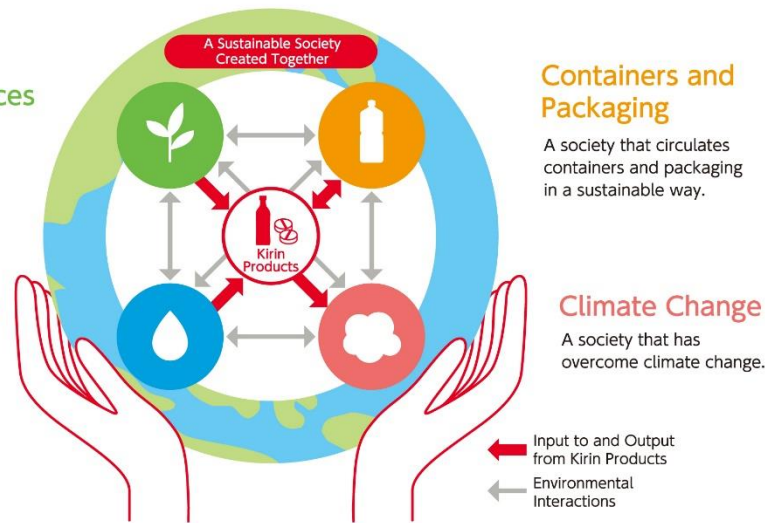 A Sustainable Society
Created Together
Kirin
Products
Containers and
Packaging
A society that circulates
containers and packaging
in a sustainable way.
Climate Change
A society that has
overcome climate change.
Input to and Output
from Kirin Products
Environmental
Interactions